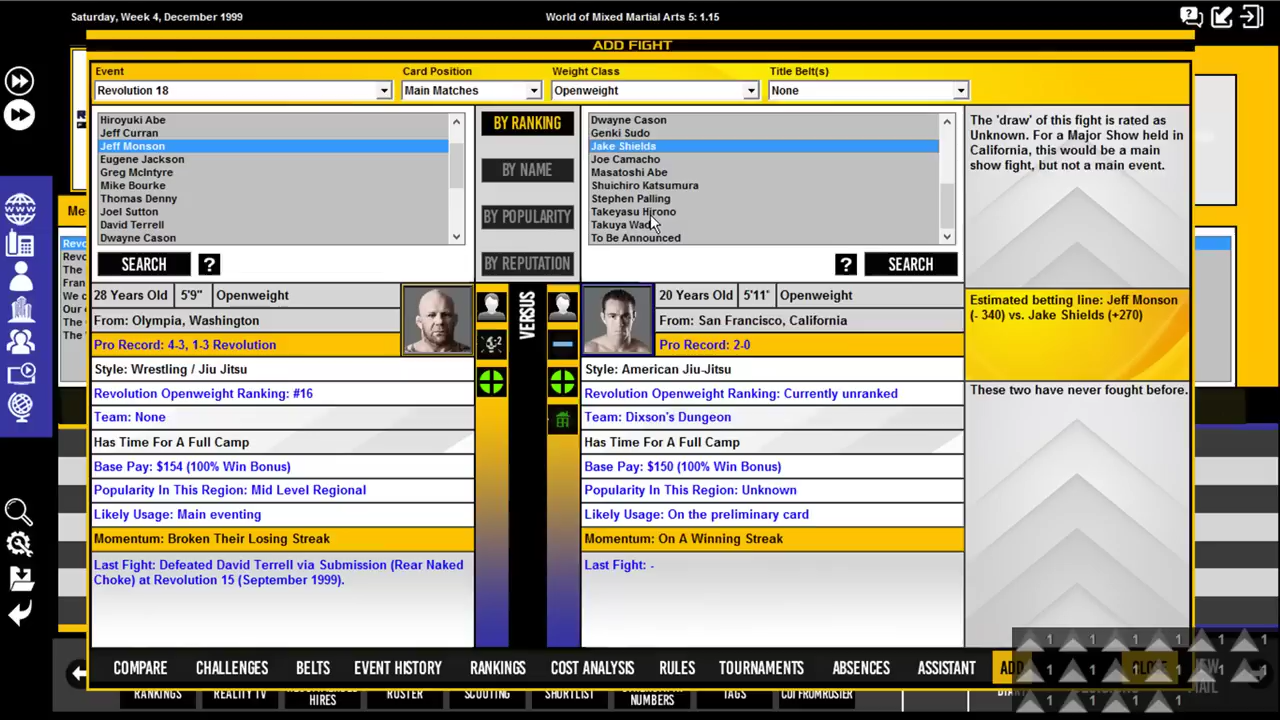 Saturday, Week 4, December 1999
World of Mixed Martial Arts 5: 1.15
ADD FIGHT
Event
Card Position
Weight Class
Title Belt(s)
Revolution 18
Main Matches
Openweight
None
Hiroyuki Abe
Jeff Curran
Jeff Monson
Eugene Jackson
Greg McIntyre
Mike Bourke
Thomas Denny
Joel Sutton
David Terrell
Dwayne Cason
BY RANKING
BY NAME
BY POPULARITY
BY REPUTATION
Dwayne Cason
Genki Sudo
Jake Shields
Joe Camacho
Masatoshi Abe
Shuichiro Katsumura
Stephen Palling
Takeyasu Hirono
Takuya Wada
To Be Announced
The 'draw' of this fight is rated as
Unknown. For a Major Show held in
California, this would be a main
show fight, but not a main event.
SEARCH
?
?
SEARCH
28 Years Old
5'9"
Openweight
From: Olympia, Washington
Pro Record: 4-3, 1-3 Revolution
Style: Wrestling / Jiu Jitsu
Revolution Openweight Ranking: #16
Team: None
Has Time For A Full Camp
Base Pay: $154 (100% Win Bonus)
Popularity In This Region: Mid Level Regional
Likely Usage: Main eventing
Momentum: Broken Their Losing Streak
Last Fight: Defeated David Terrell via Submission (Rear Naked
Choke) at Revolution 15 (September 1999).
VERSUS
20 Years Old
5'11"
Openweight
From: San Francisco, California
Pro Record: 2-0
Style: American Jiu-Jitsu
Revolution Openweight Ranking: Currently unranked
Team: Dixson's Dungeon
Has Time For A Full Camp
Base Pay: $150 (100% Win Bonus)
Popularity In This Region: Unknown
Likely Usage: On the preliminary card
Momentum: On A Winning Streak
Last Fight: -
Estimated betting line: Jeff Monson
(- 340) vs. Jake Shields (+270)
These two have never fought before.
COMPARE
CHALLENGES
BELTS
EVENT HISTORY
RANKINGS
COST ANALYSIS
RULES
TOURNAMENTS
ABSENCES
ASSISTANT
ADD
RANKINGS
REALITY TV
HIRES
ROSTER
SCOUTING
SHORTLIST
NUMBERS
TAGS